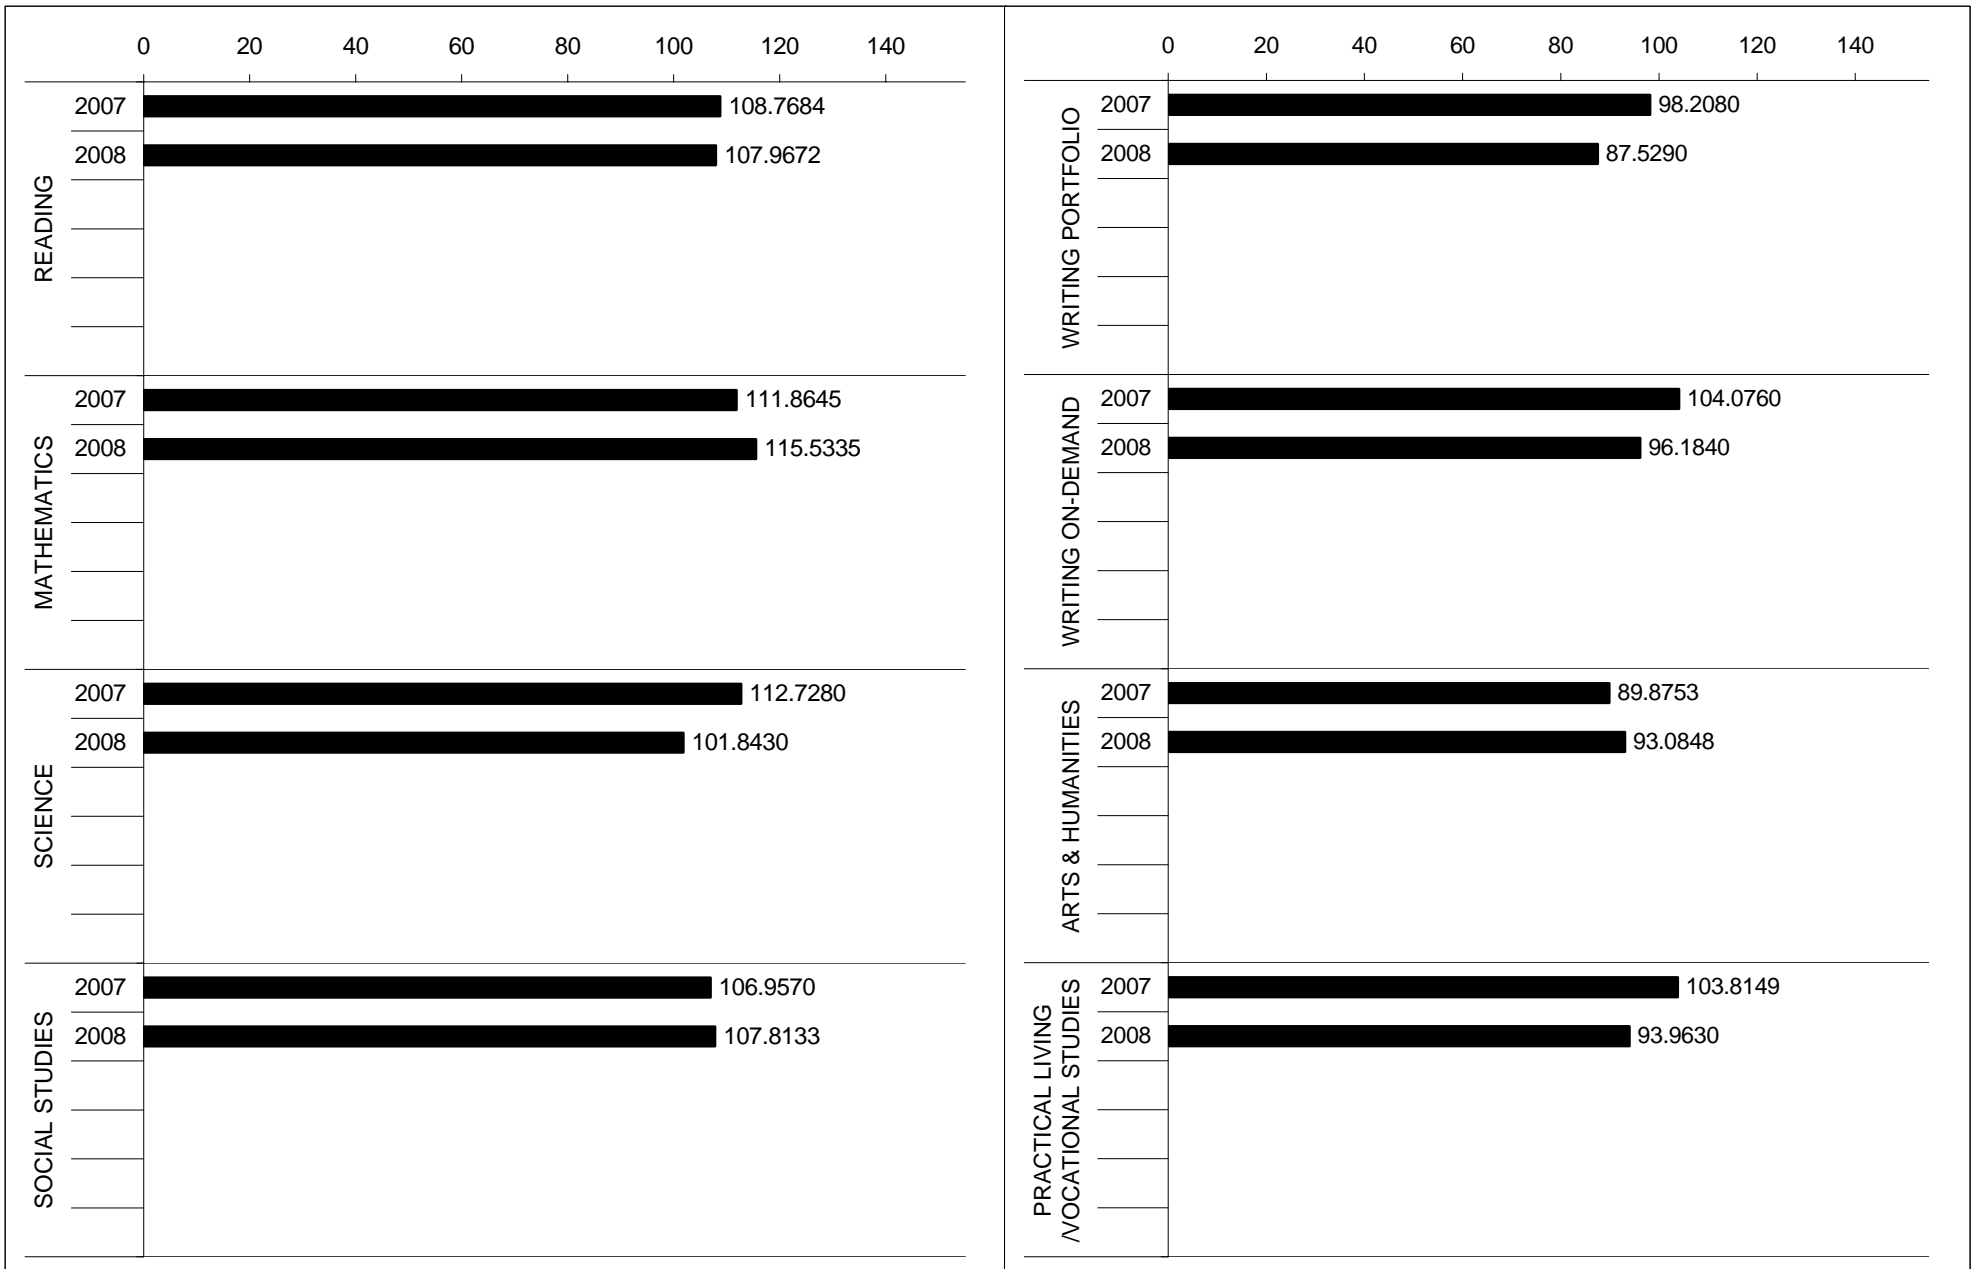 0 20 40 60 80 100 120 140
READING
2007 108.7684
2008 107.9672
MATHEMATICS
2007 111.8645
2008 115.5335
SCIENCE
2007 112.7280
2008 101.8430
SOCIAL STUDIES
2007 106.9570
2008 107.8133
0 20 40 60 80 100 120 140
WRITING PORTFOLIO
2007 98.2080
2008 87.5290
WRITING ON-DEMAND
2007 104.0760
2008 96.1840
ARTS & HUMANITIES
2007 89.8753
2008 93.0848
PRACTICAL LIVING
/VOCATIONAL STUDIES
2007 103.8149
2008 93.9630